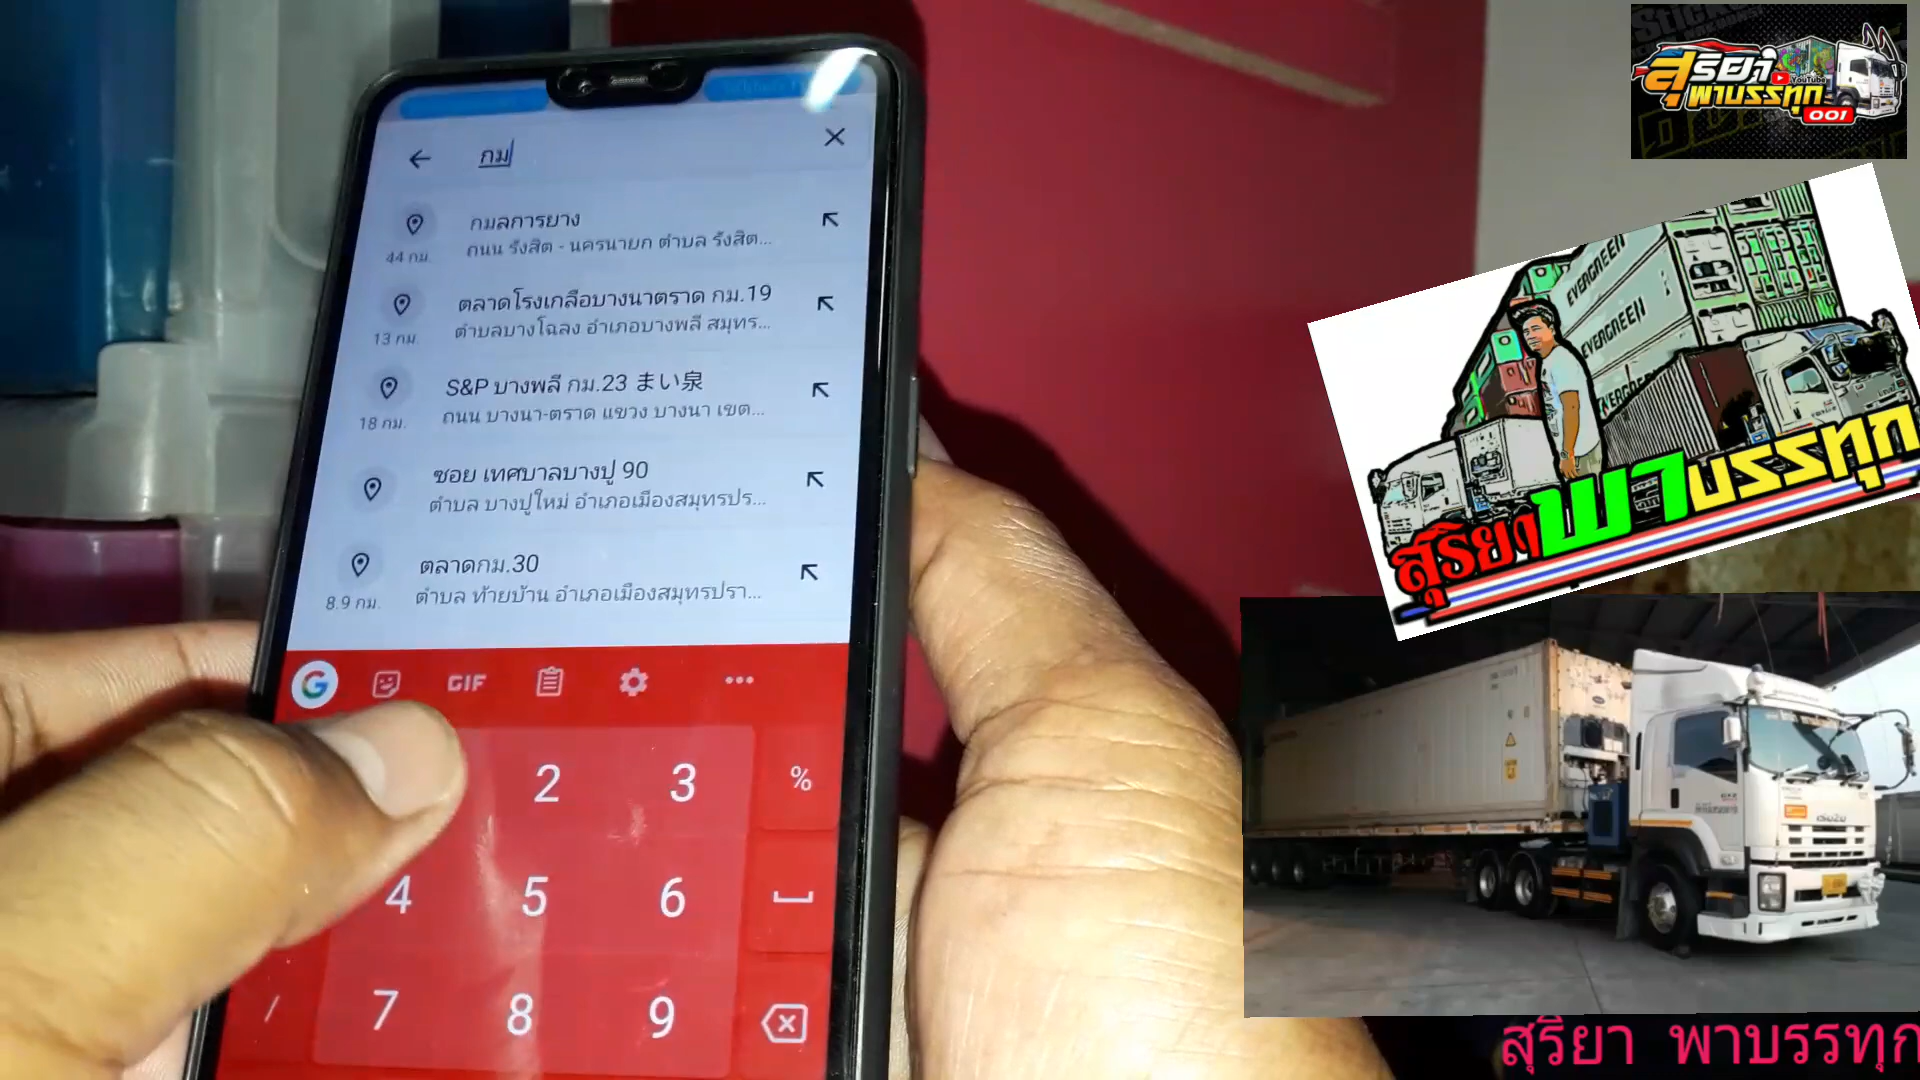 กม
กมลการยาง
ถนน รังสิต - นครนายก ตำบล รังสิต...
44 กม.
ตลาดโรงเกลือบางนาตราด กม.19
ตำบลบางโฉลง อำเภอบางพลี สมุทร...
13 กม.
S&P บางพลี กม.23 まい泉
ถนน บางนา-ตราด แขวง บางนา เขต...
18 กม.
ซอย เทศบาลบางปู 90
ตำบล บางปูใหม่ อำเภอเมืองสมุทรปร...
ตลาดกม.30
ตำบล ท้ายบ้าน อำเภอเมืองสมุทรปรา...
8.9 กม.
G
GIF
2 3 %
4 5 6
/ 7 8 9
สุริยา
YouTube
พาบรรทุก
001
EVERGREEN
EVERGREEN
EVERGREEN
สุริยาพาบรรทุก
ISUZU
สุริยา พาบรรทุก